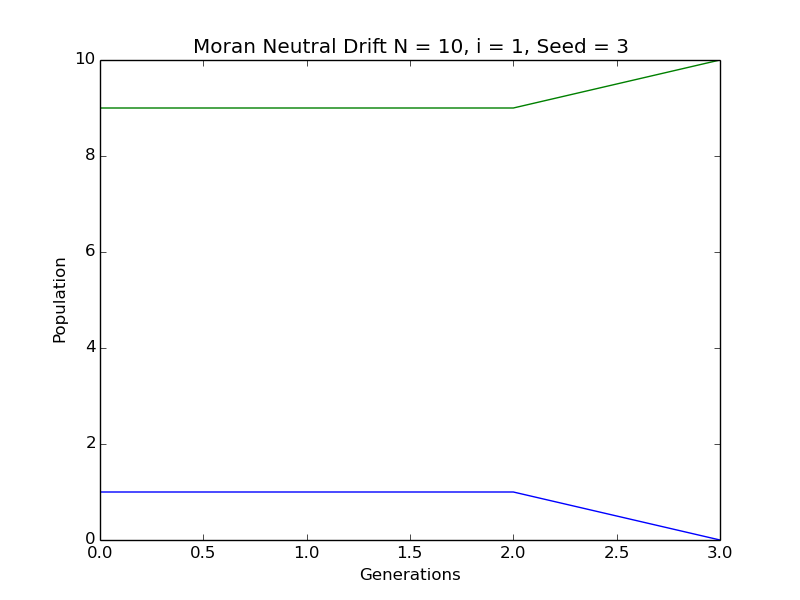 Moran Neutral Drift N = 10, i = 1, Seed = 3
10
8
6
4
2
0
Population
0.0 0.5 1.0 1.5 2.0 2.5 3.0
Generations